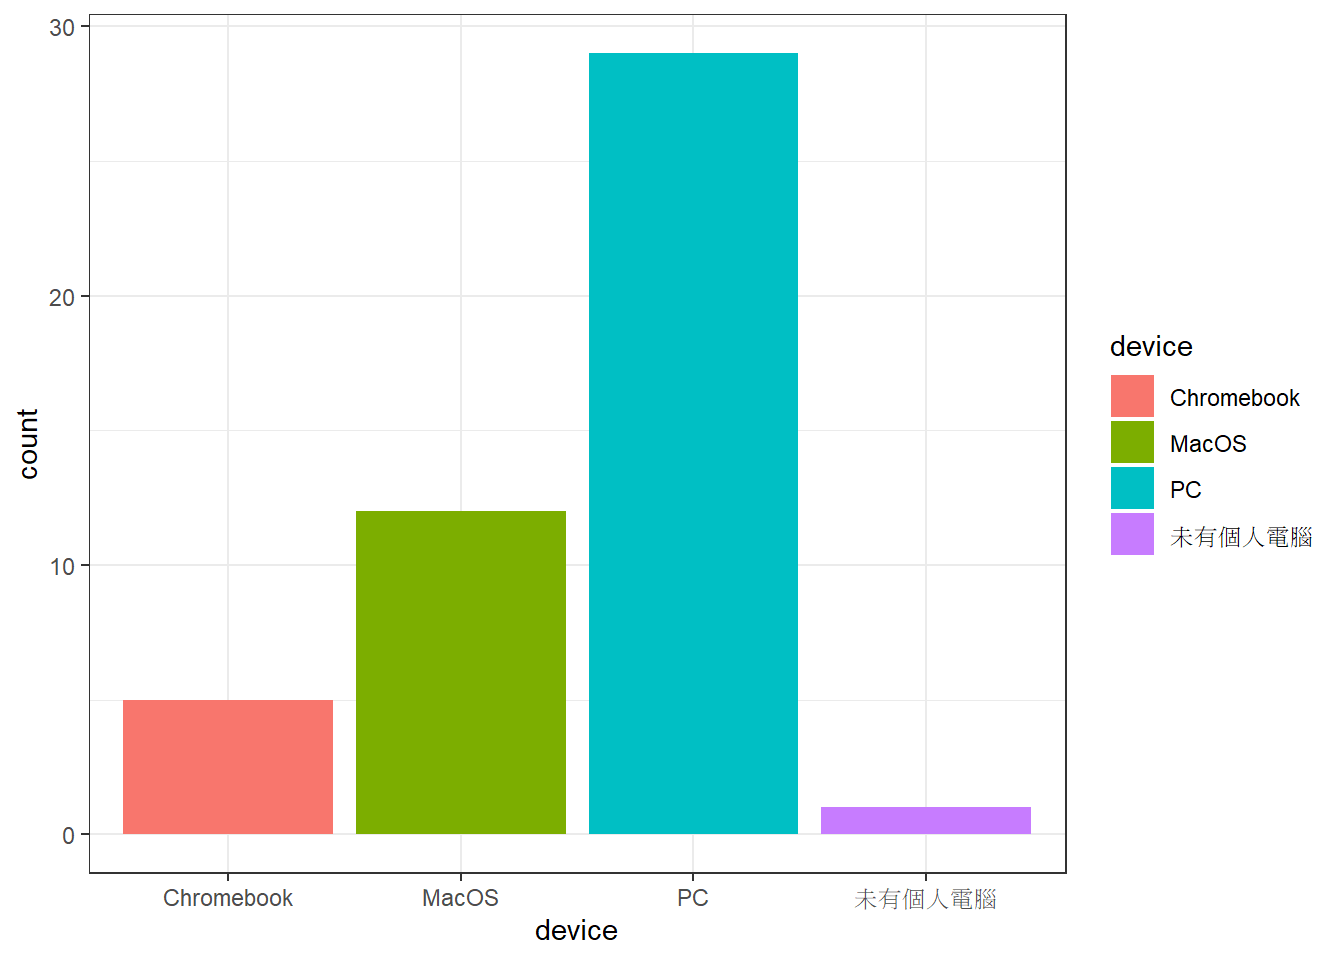 30
20
10
0
count
Chromebook
MacOS
PC
未有個人電腦
device
device
Chromebook
MacOS
PC
未有個人電腦